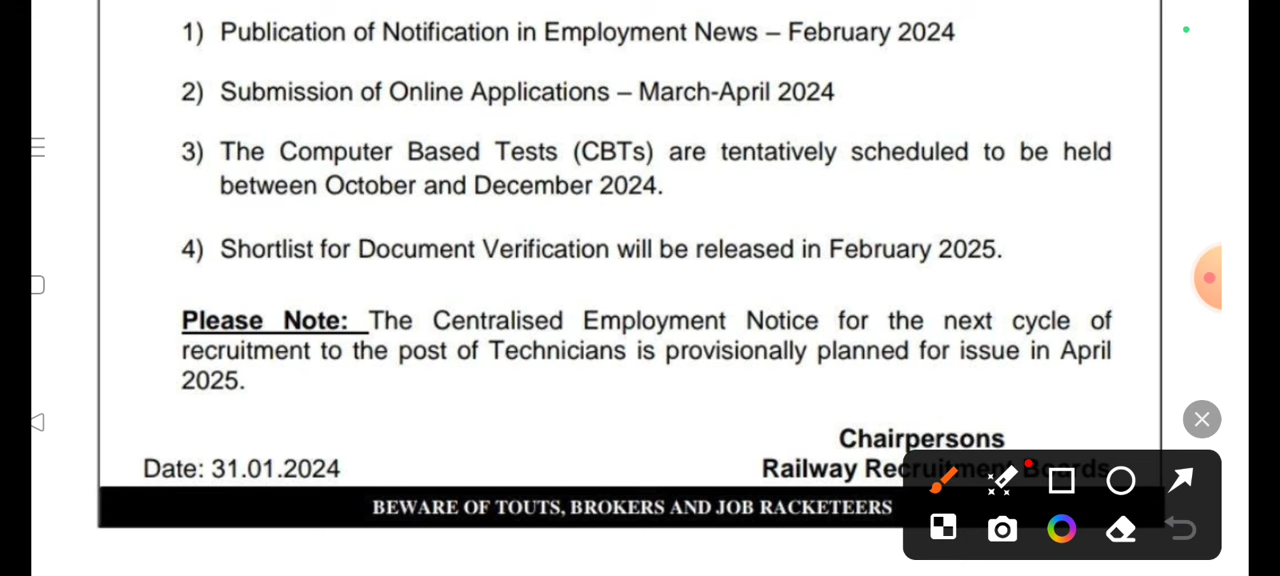 1) Publication of Notification in Employment News – February 2024
2) Submission of Online Applications – March-April 2024
3) The Computer Based Tests (CBTs) are tentatively scheduled to be held
between October and December 2024.
4) Shortlist for Document Verification will be released in February 2025.
Please Note: The Centralised Employment Notice for the next cycle of
recruitment to the post of Technicians is provisionally planned for issue in April
2025.
Chairpersons
Date: 31.01.2024 Railway Recruitment Boards
BEWARE OF TOUTS, BROKERS AND JOB RACKETEERS